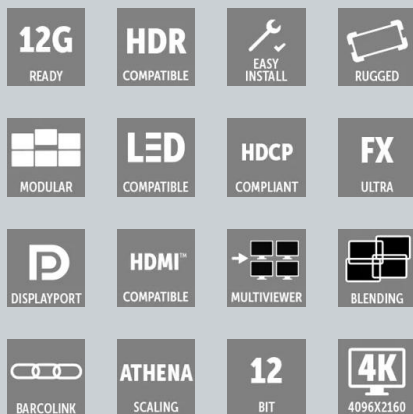 12G
READY
HDR
COMPATIBLE
EASY
INSTALL
RUGGED
MODULAR
LED
COMPATIBLE
HDCP
COMPLIANT
FX
ULTRA
D
DISPLAYPORT
HDMI™
COMPATIBLE
MULTIVIEWER
BLENDING
BARCOLINK
ATHENA
SCALING
12
BIT
4K
4096X2160